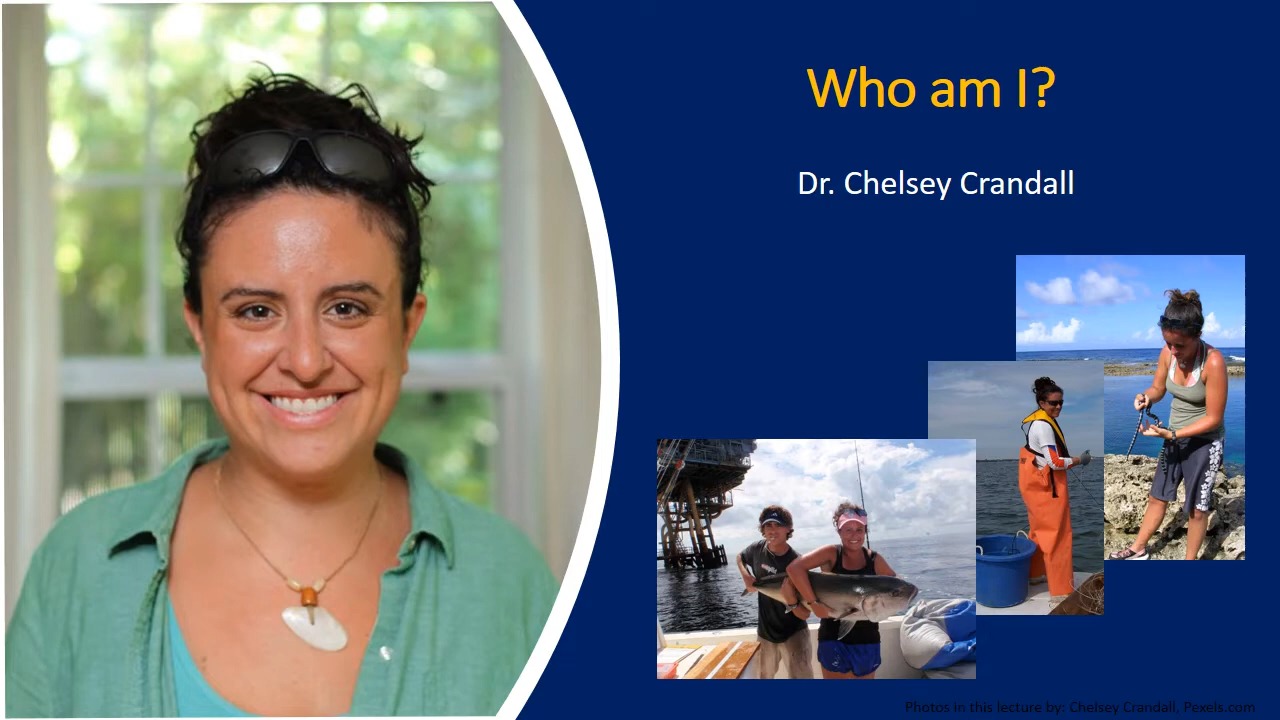 Who am I?
Dr. Chelsey Crandall
Photos in this lecture by: Chelsey Crandall, Pexels.com